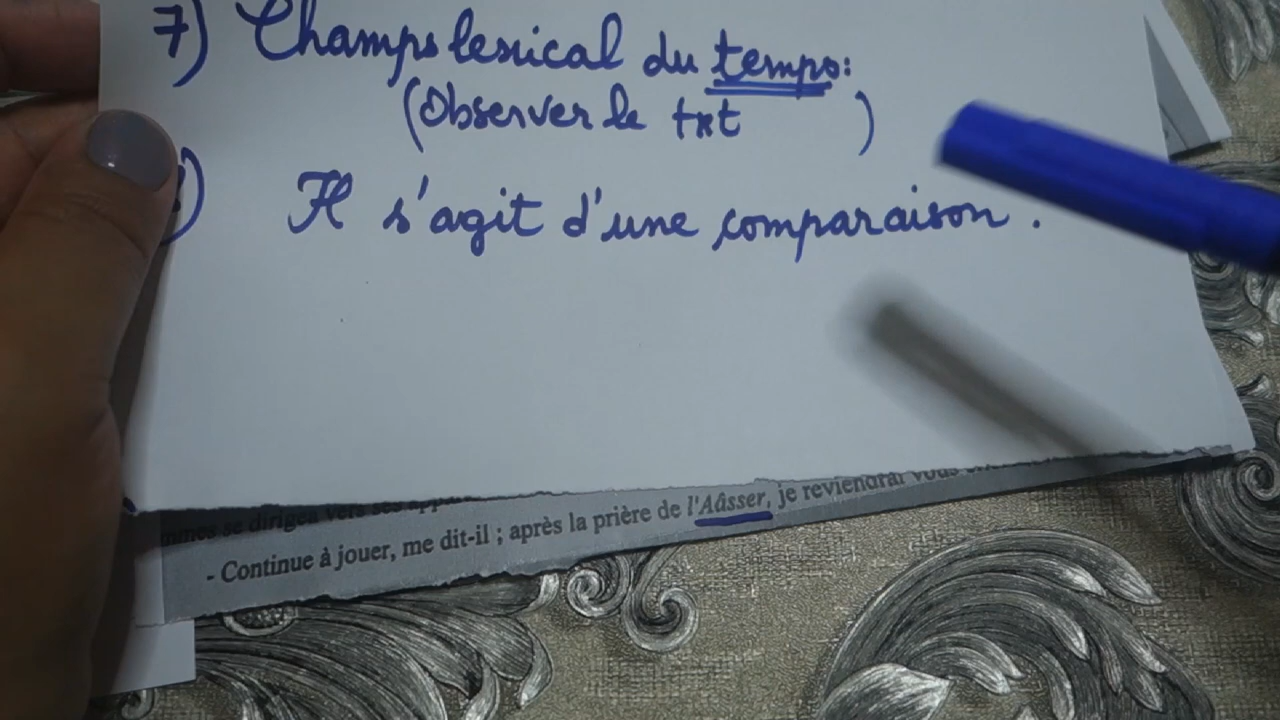 7) Champs lexical du temps:
(Observer le txt )
) Il s'agit d'une comparaison.
se dirigea vers ses
je reviendrai vous
- Continue à jouer, me dit-il ; après la prière de l'Aâsser,